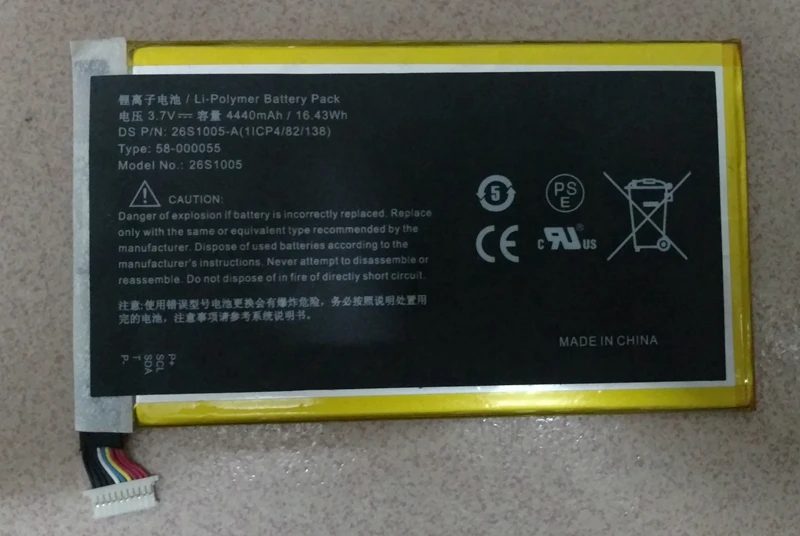 锂离子电池 / Li-Polymer Battery Pack
电压 3.7V⎓ 容量 4440mAh / 16.43Wh
DS P/N: 26S1005-A(1ICP4/82/138)
Type: 58-000055
Model No.: 26S1005
CAUTION:
Danger of explosion if battery is incorrectly replaced. Replace
only with the same or equivalent type recommended by the
manufacturer. Dispose of used batteries according to the
manufacturer's instructions. Never attempt to disassemble or
reassemble. Do not dispose of in fire of directly short circuit.
注意:使用错误型号电池更换会有爆炸危险，务必按照说明处置用
完的电池，注意事项请参考系统说明书。
P+
SCL
SDA
T
P-
5
PS
E
CE
c RU ® US
MADE IN CHINA